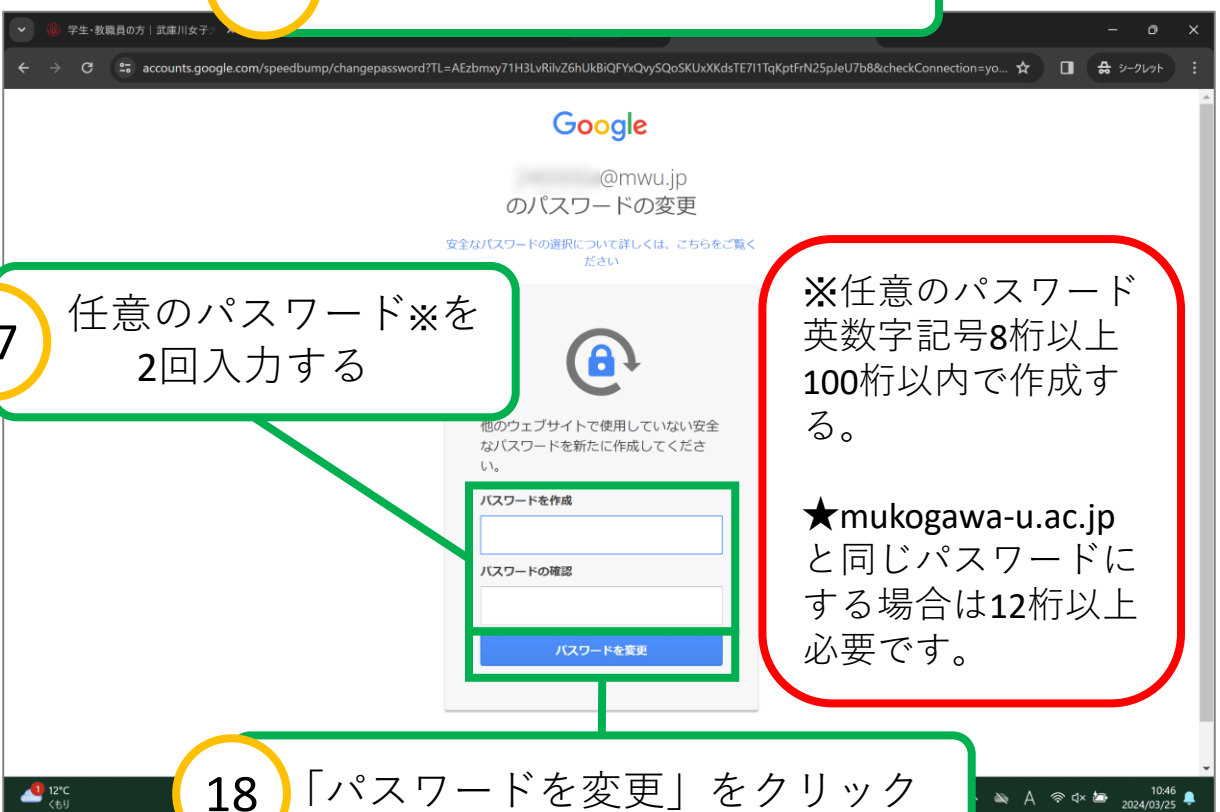 学生・教職員の方 | 武庫川女子
accounts.google.com/speedbump/changepassword?TL=AEzbmxy71H3LvRilvZ6hUkBiQFYxQvySQoSKUxXKdsTE7I1TqKptFrN25pJeU7b8&checkConnection=yo...
シークレット
Google
@mwu.jp
のパスワードの変更
安全なパスワードの選択について詳しくは、こちらをご覧く
ださい
7
任意のパスワード※を
2回入力する
※任意のパスワード
英数字記号8桁以上
100桁以内で作成す
る。
★mukogawa-u.ac.jp
と同じパスワードに
する場合は12桁以上
必要です。
他のウェブサイトで使用していない安全
なパスワードを新たに作成してくださ
い。
パスワードを作成
パスワードの確認
パスワードを変更
18
「パスワードを変更」をクリック
1
12°C
くもり
A
10:46
2024/03/25